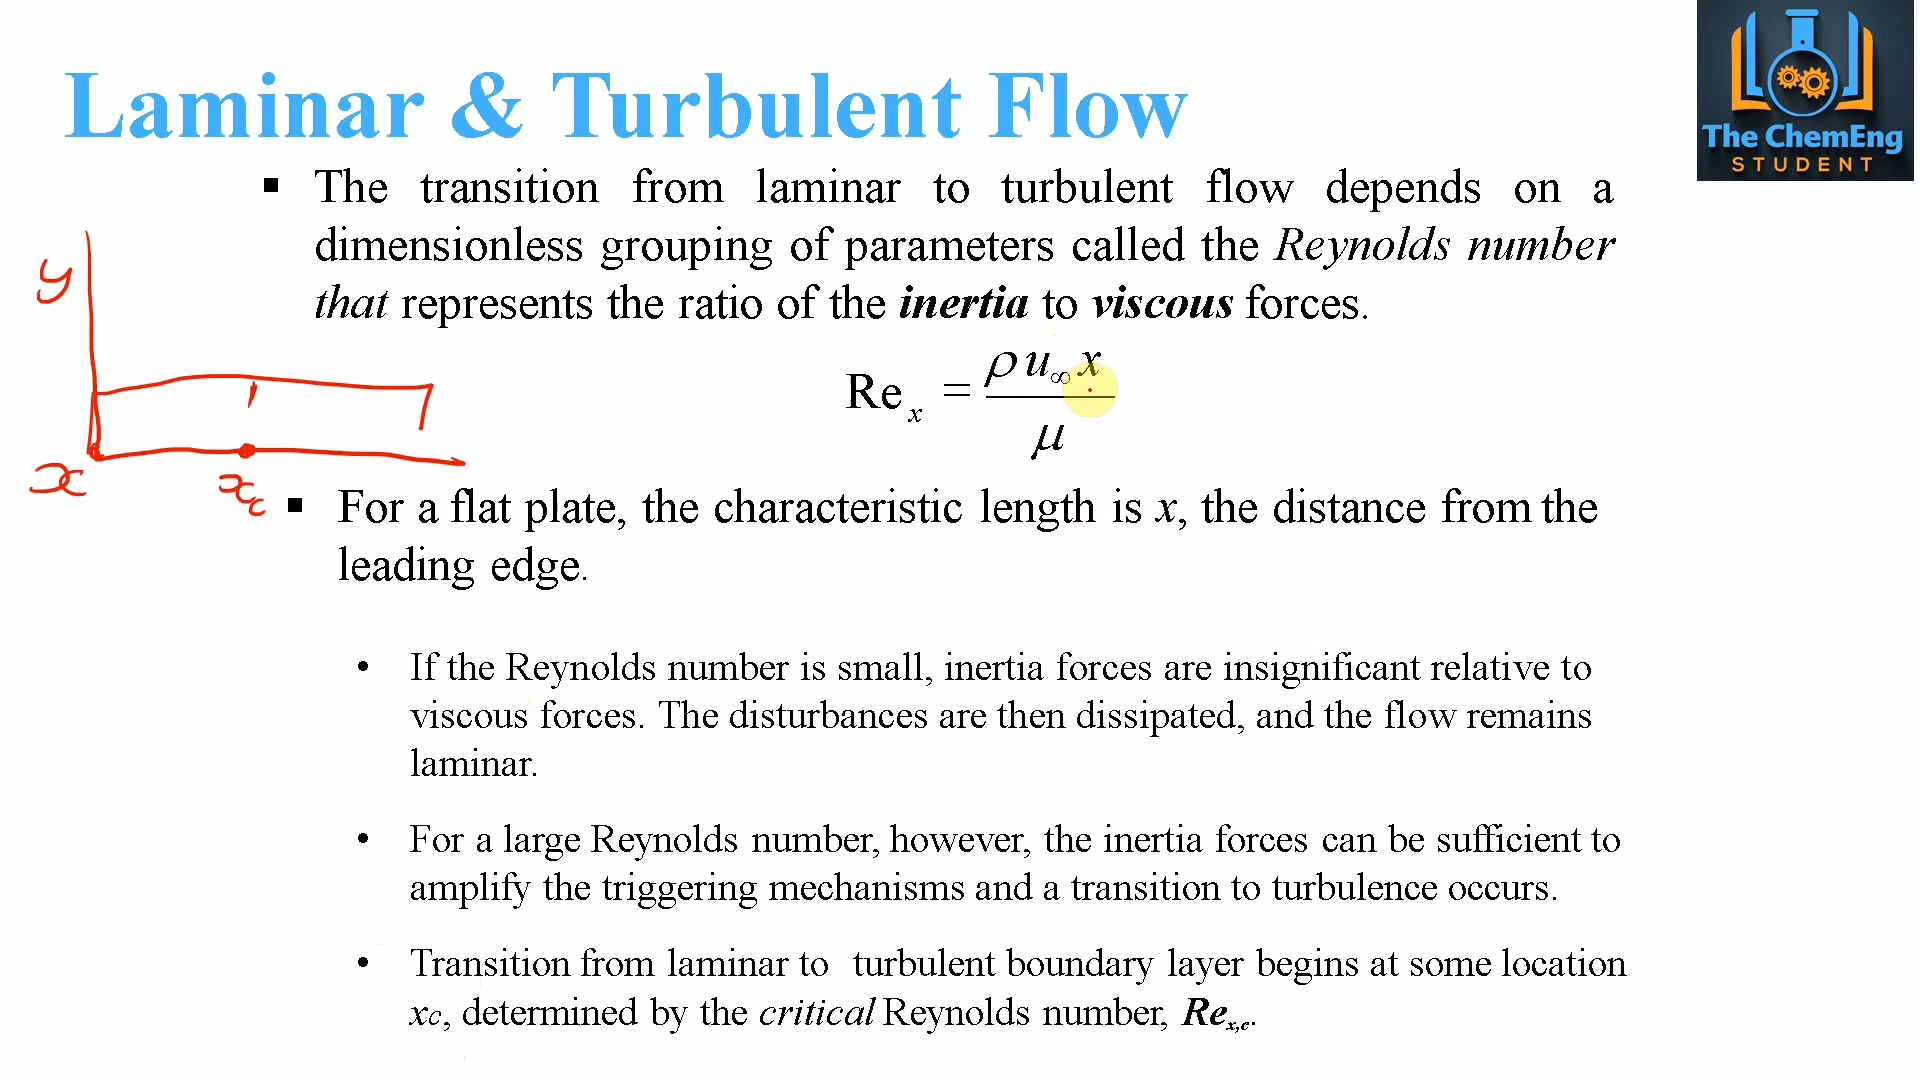 Laminar & Turbulent Flow
The ChemEng
STUDENT
▪ The transition from laminar to turbulent flow depends on a
dimensionless grouping of parameters called the Reynolds number
that represents the ratio of the inertia to viscous forces.
y
Re x = ρ u∞ x / μ
x
xc
▪ For a flat plate, the characteristic length is x, the distance from the
leading edge.
• If the Reynolds number is small, inertia forces are insignificant relative to
viscous forces. The disturbances are then dissipated, and the flow remains
laminar.
• For a large Reynolds number, however, the inertia forces can be sufficient to
amplify the triggering mechanisms and a transition to turbulence occurs.
• Transition from laminar to turbulent boundary layer begins at some location
xc, determined by the critical Reynolds number, Rex,c.